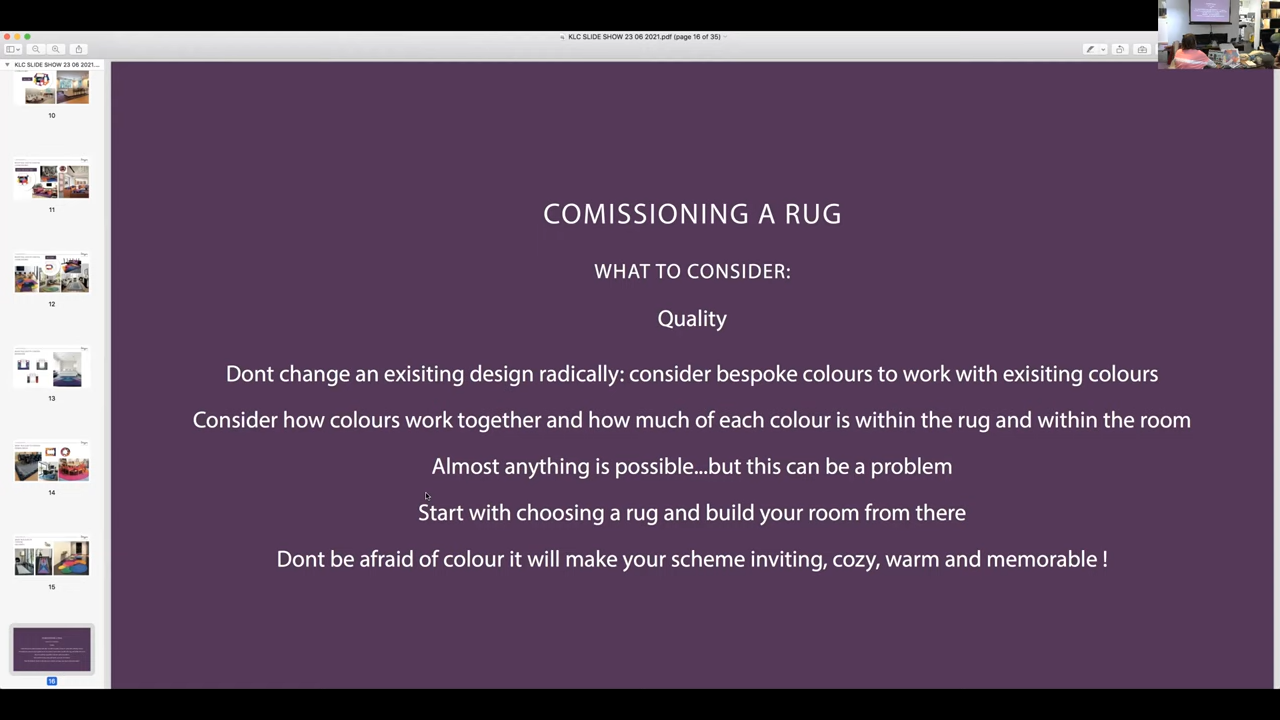 KLC SLIDE SHOW 23 06 2021.pdf (page 16 of 35)
KLC SLIDE SHOW 23 06 2021....
10
11
12
13
14
15
16
COMISSIONING A RUG
WHAT TO CONSIDER:
Quality
Dont change an exisiting design radically: consider bespoke colours to work with exisiting colours
Consider how colours work together and how much of each colour is within the rug and within the room
Almost anything is possible...but this can be a problem
Start with choosing a rug and build your room from there
Dont be afraid of colour it will make your scheme inviting, cozy, warm and memorable !